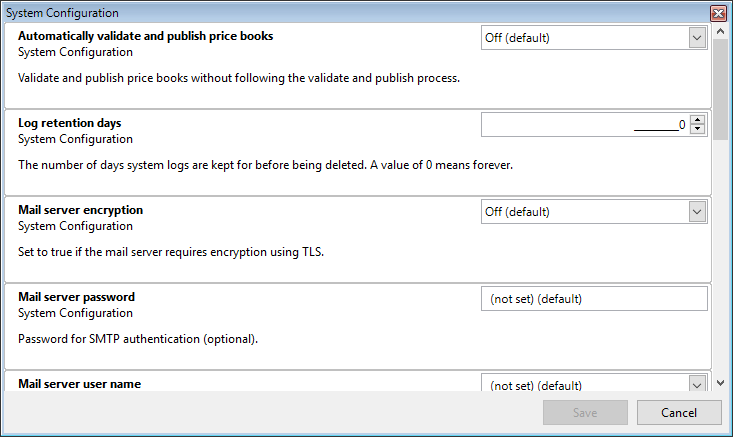 System Configuration
Automatically validate and publish price books
Off (default)
System Configuration
Validate and publish price books without following the validate and publish process.
Log retention days
_________0
System Configuration
The number of days system logs are kept for before being deleted. A value of 0 means forever.
Mail server encryption
Off (default)
System Configuration
Set to true if the mail server requires encryption using TLS.
Mail server password
(not set) (default)
System Configuration
Password for SMTP authentication (optional).
Mail server user name
(not set) (default)
Save
Cancel